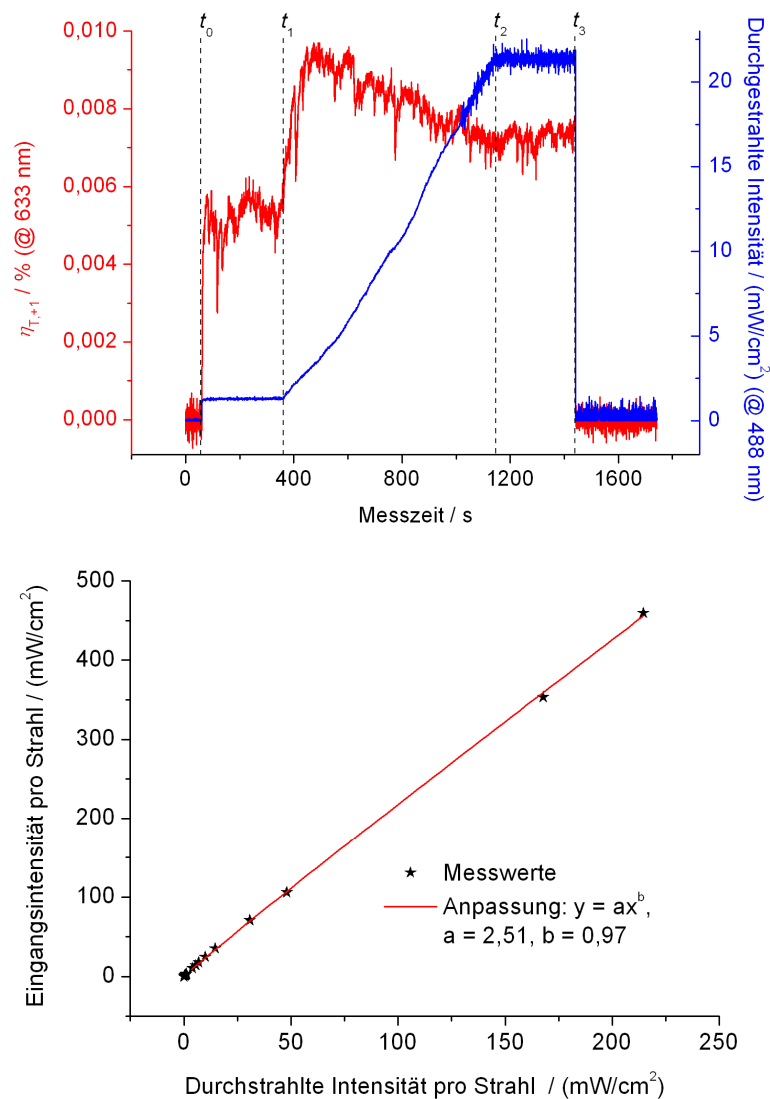 t0 t1 t2 t3
0,010
0,008
0,006
0,004
0,002
0,000
ηT,+1 / % (@ 633 nm)
20
15
10
5
0
Durchgestrahlte Intensität / (mW/cm²) (@ 488 nm)
0 400 800 1200 1600
Messzeit / s
500
400
300
200
100
0
Eingangsintensität pro Strahl / (mW/cm²)
Messwerte
Anpassung: y = axᵇ,
a = 2,51, b = 0,97
0 50 100 150 200 250
Durchstrahlte Intensität pro Strahl / (mW/cm²)